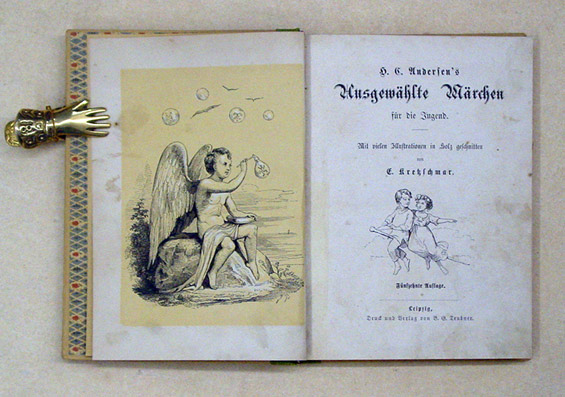 H. C. Andersen's
Ausgewählte Märchen
für die Jugend.
Mit vielen Illustrationen in Holz geschnitten
von
E. Kretzschmar.
Fünfzehnte Auflage.
Leipzig,
Druck und Verlag von B. G. Teubner.